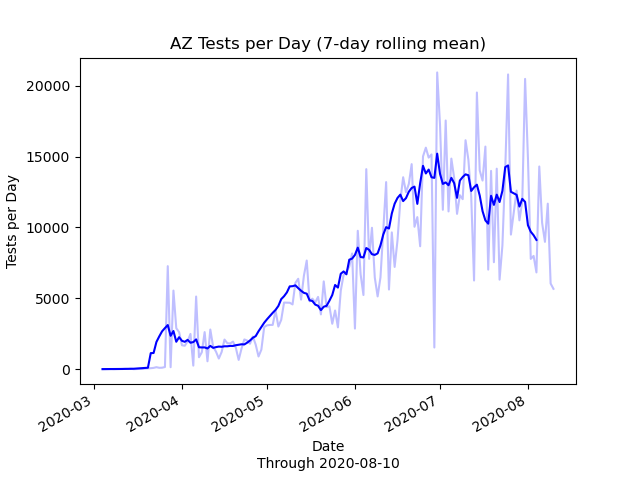 AZ Tests per Day (7-day rolling mean)
20000
15000
10000
5000
0
Tests per Day
2020-03
2020-04
2020-05
2020-06
2020-07
2020-08
Date
Through 2020-08-10